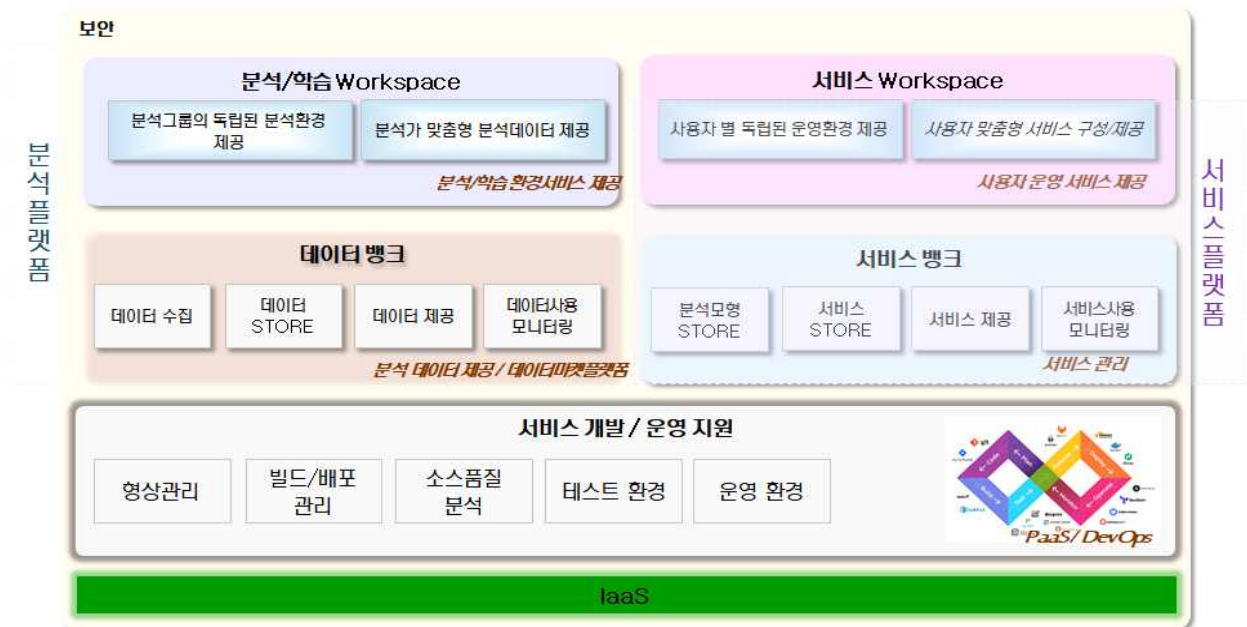 보안
분석플랫폼
서비스플랫폼
분석/학습 Workspace
분석그룹의 독립된 분석환경
제공
분석가 맞춤형 분석데이터 제공
분석/학습 환경서비스 제공
서비스 Workspace
사용자 별 독립된 운영환경 제공
사용자 맞춤형 서비스 구성/제공
사용자 운영 서비스 제공
데이터 뱅크
데이터 수집
데이터
STORE
데이터 제공
데이터사용
모니터링
분석 데이터 제공 / 데이터마켓플랫폼
서비스 뱅크
분석모형
STORE
서비스
STORE
서비스 제공
서비스사용
모니터링
서비스 관리
서비스 개발 / 운영 지원
형상관리
빌드/배포
관리
소스품질
분석
테스트 환경
운영 환경
git
Code
Plan
Build
Test
Monitor
Operate
PaaS/ DevOps
IaaS